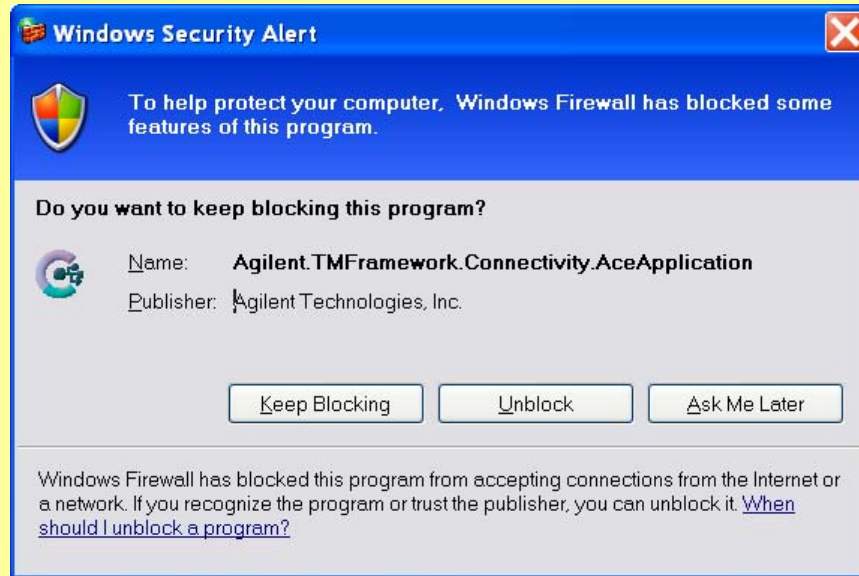 Windows Security Alert
To help protect your computer, Windows Firewall has blocked some
features of this program.
Do you want to keep blocking this program?
Name: Agilent.TMFramework.Connectivity.AceApplication
Publisher: Agilent Technologies, Inc.
Keep Blocking Unblock Ask Me Later
Windows Firewall has blocked this program from accepting connections from the Internet or
a network. If you recognize the program or trust the publisher, you can unblock it. When
should I unblock a program?